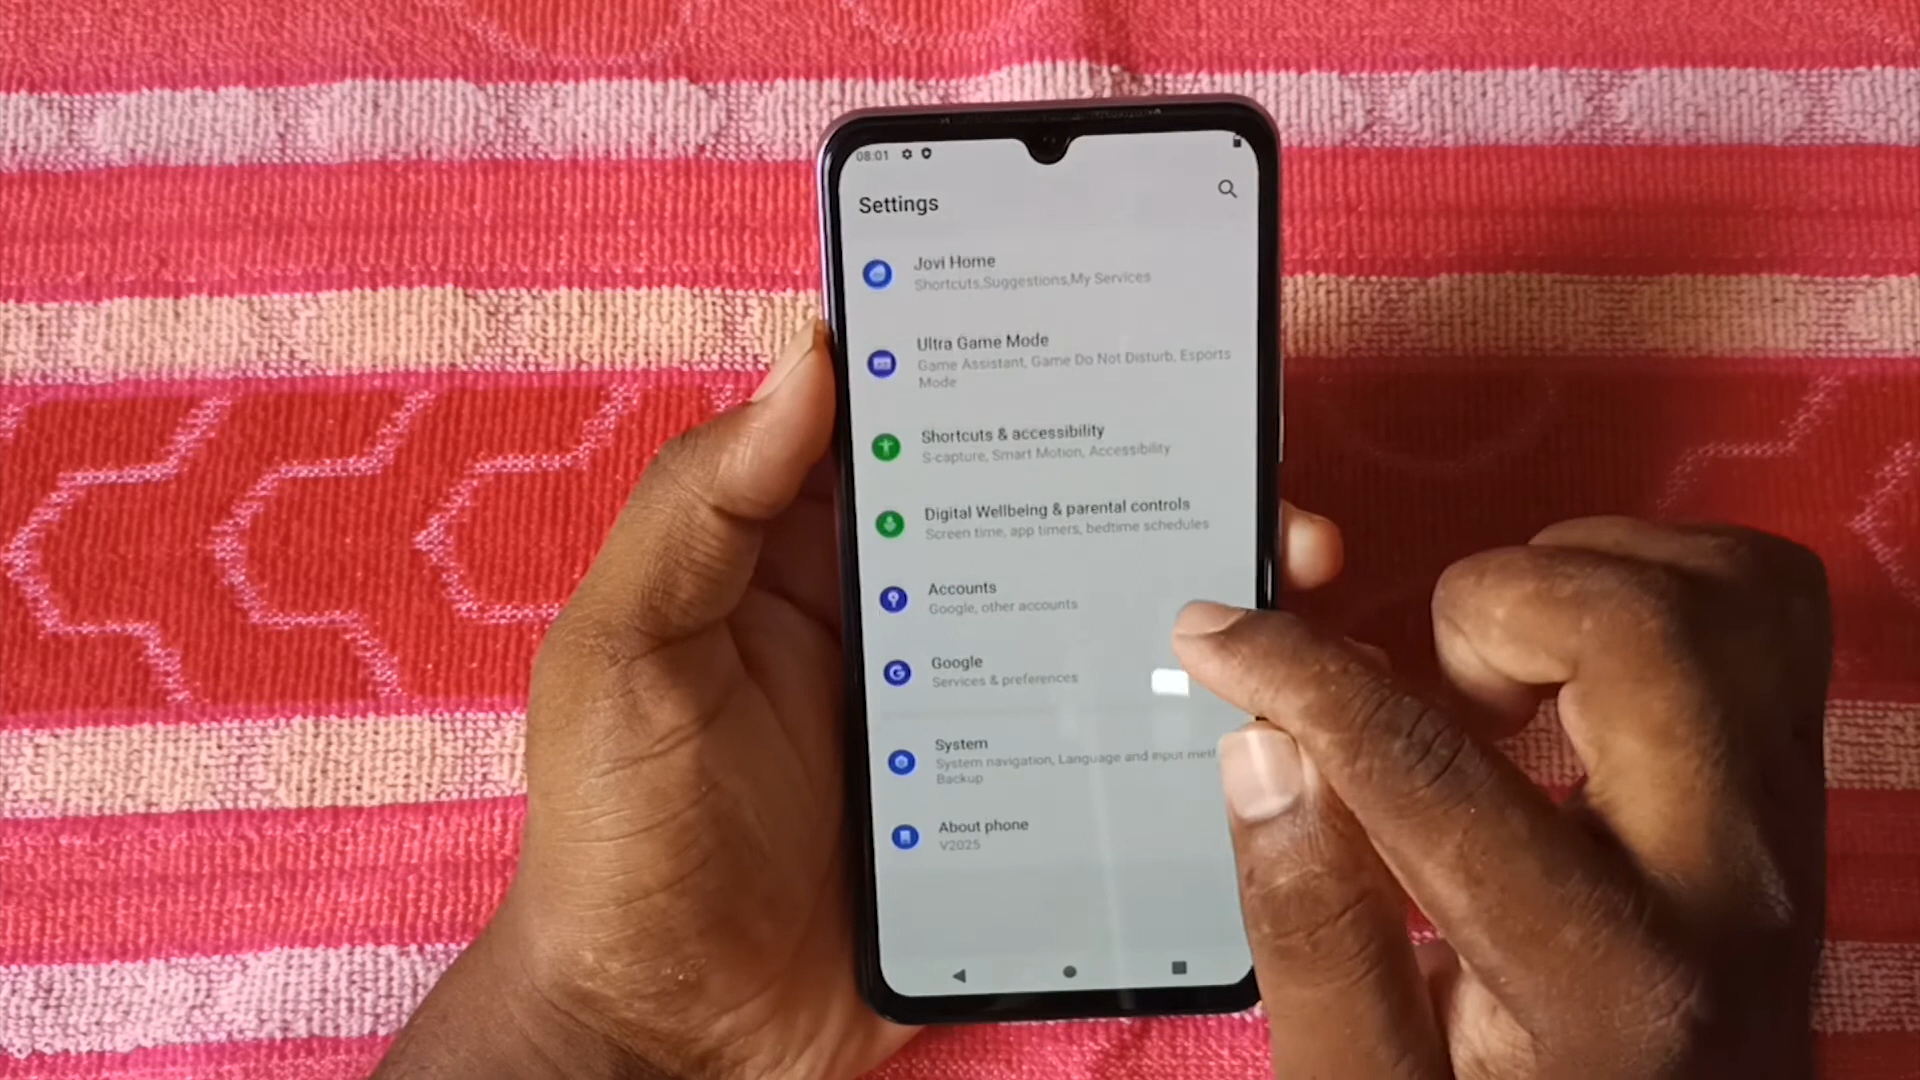 08:01
Settings
Jovi Home
Shortcuts,Suggestions,My Services
Ultra Game Mode
Game Assistant, Game Do Not Disturb, Esports
Mode
Shortcuts & accessibility
S-capture, Smart Motion, Accessibility
Digital Wellbeing & parental controls
Screen time, app timers, bedtime schedules
Accounts
Google, other accounts
Google
Services & preferences
System
System navigation, Language and input
Backup
About phone
V2025